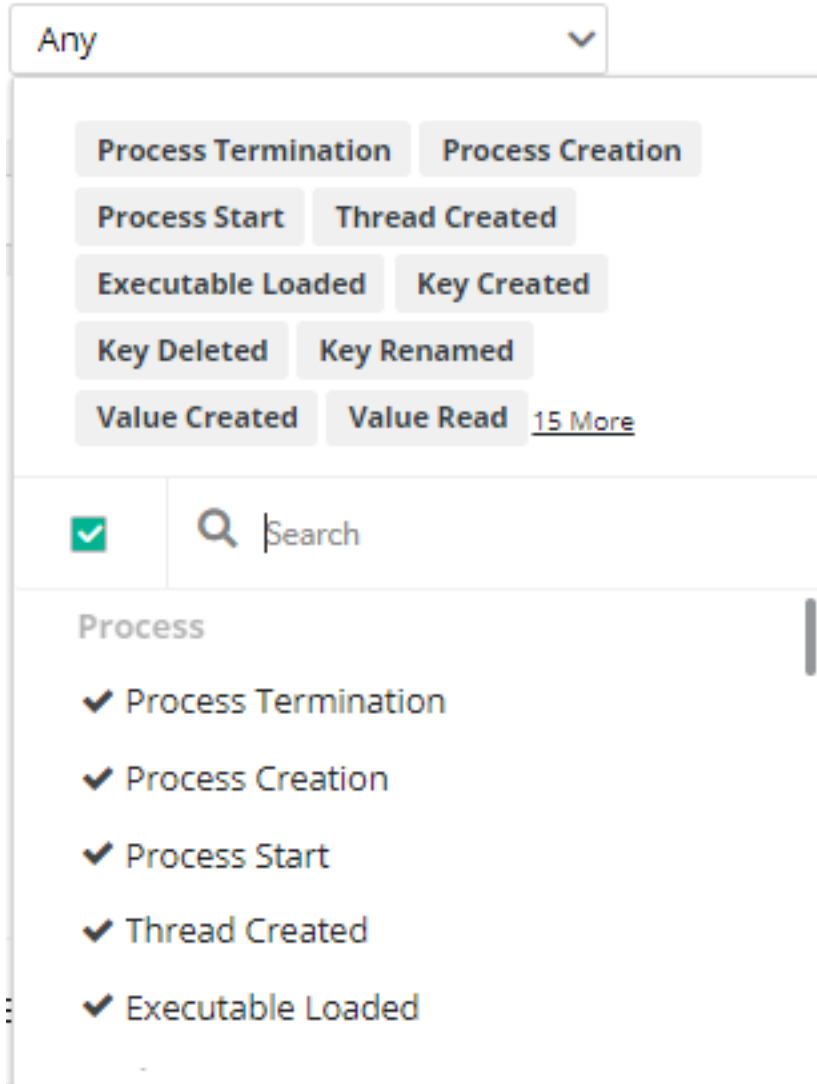 Any
Process Termination Process Creation
Process Start Thread Created
Executable Loaded Key Created
Key Deleted Key Renamed
Value Created Value Read 15 More
Search
Process
Process Termination
Process Creation
Process Start
Thread Created
Executable Loaded